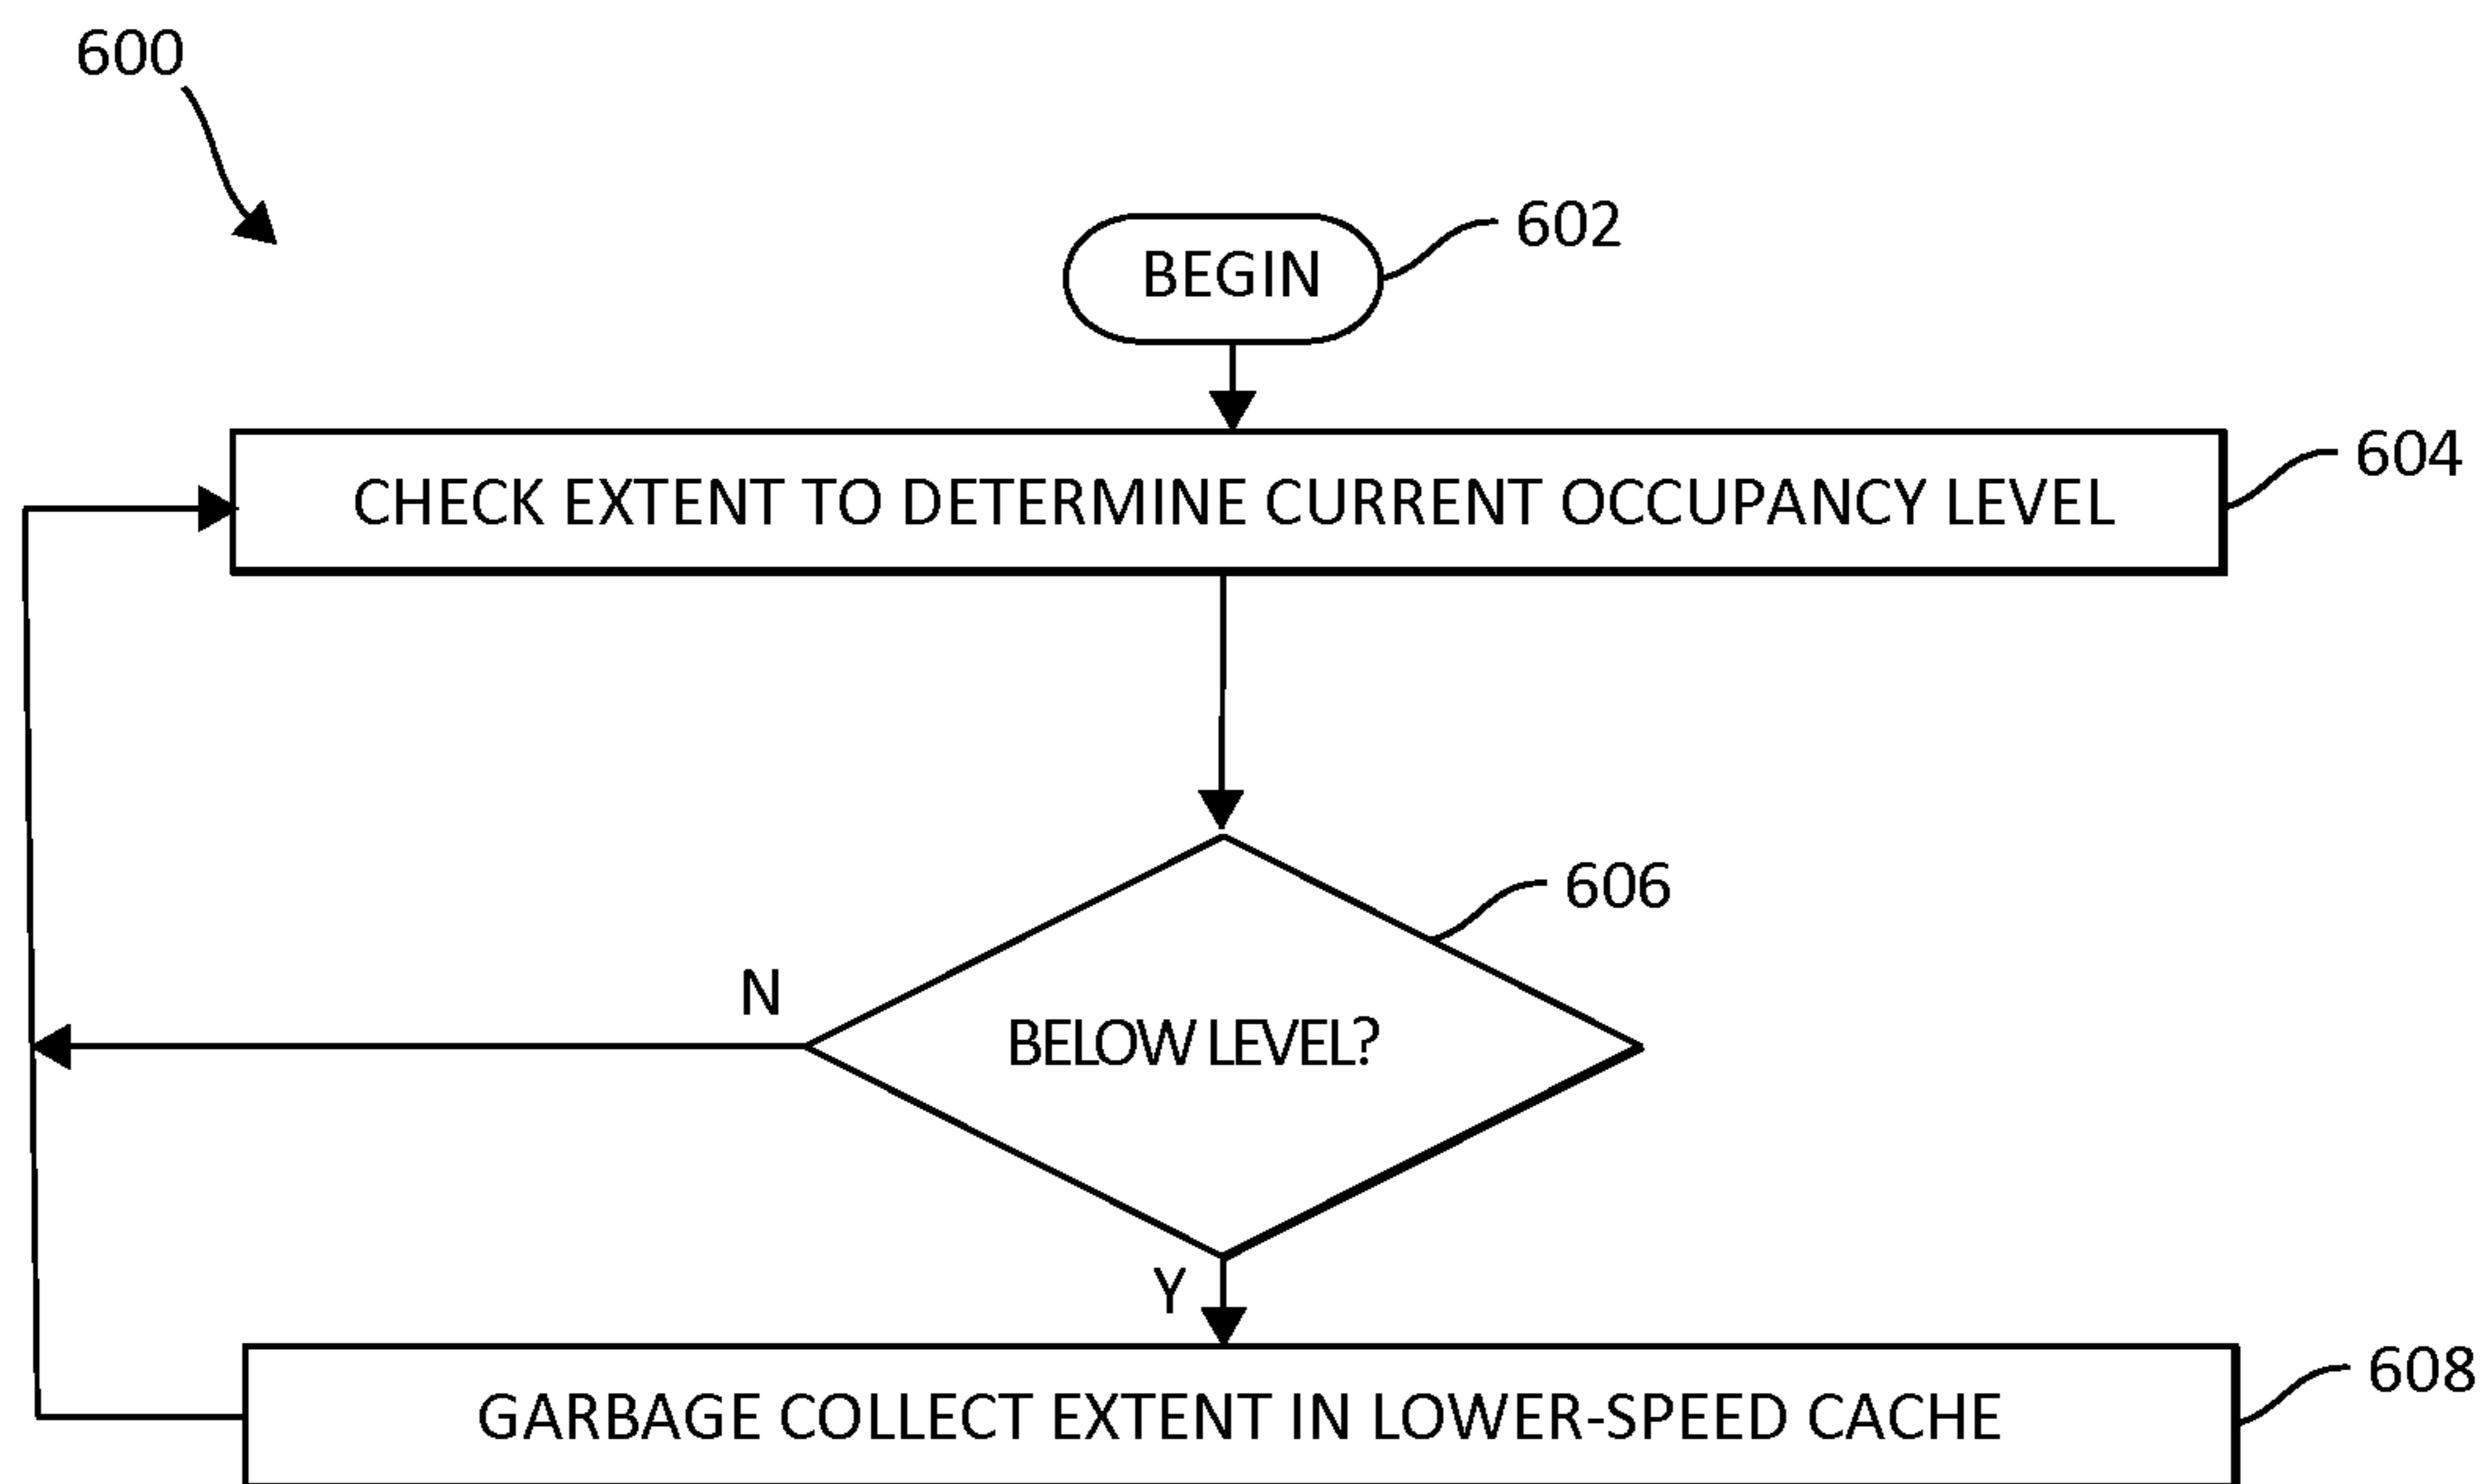 600
BEGIN
602
CHECK EXTENT TO DETERMINE CURRENT OCCUPANCY LEVEL
604
606
N
BELOW LEVEL?
Y
GARBAGE COLLECT EXTENT IN LOWER-SPEED CACHE
608